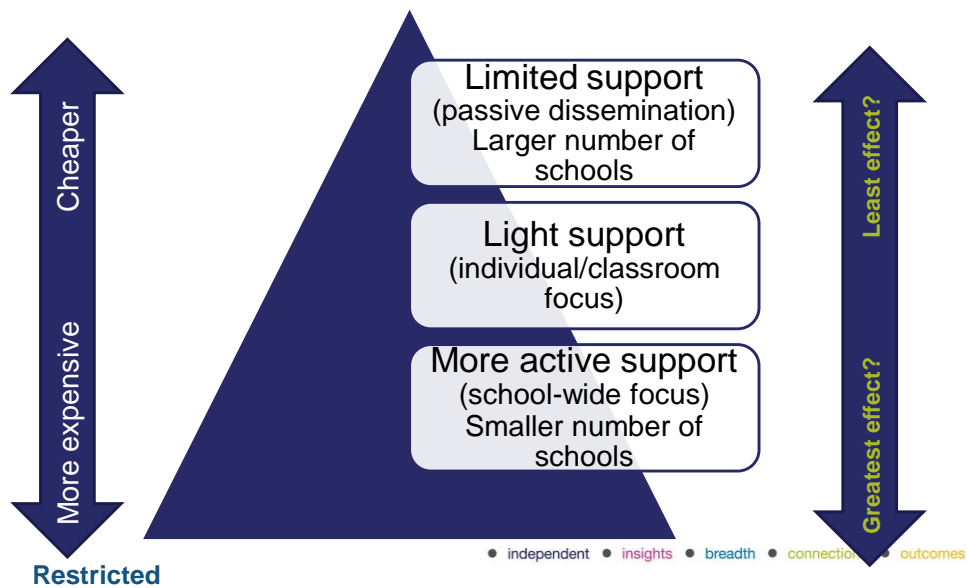 Cheaper
More expensive
Limited support
(passive dissemination)
Larger number of
schools
Light support
(individual/classroom
focus)
More active support
(school-wide focus)
Smaller number of
schools
Least effect?
Greatest effect?
• independent • insights • breadth • connection • outcomes
Restricted